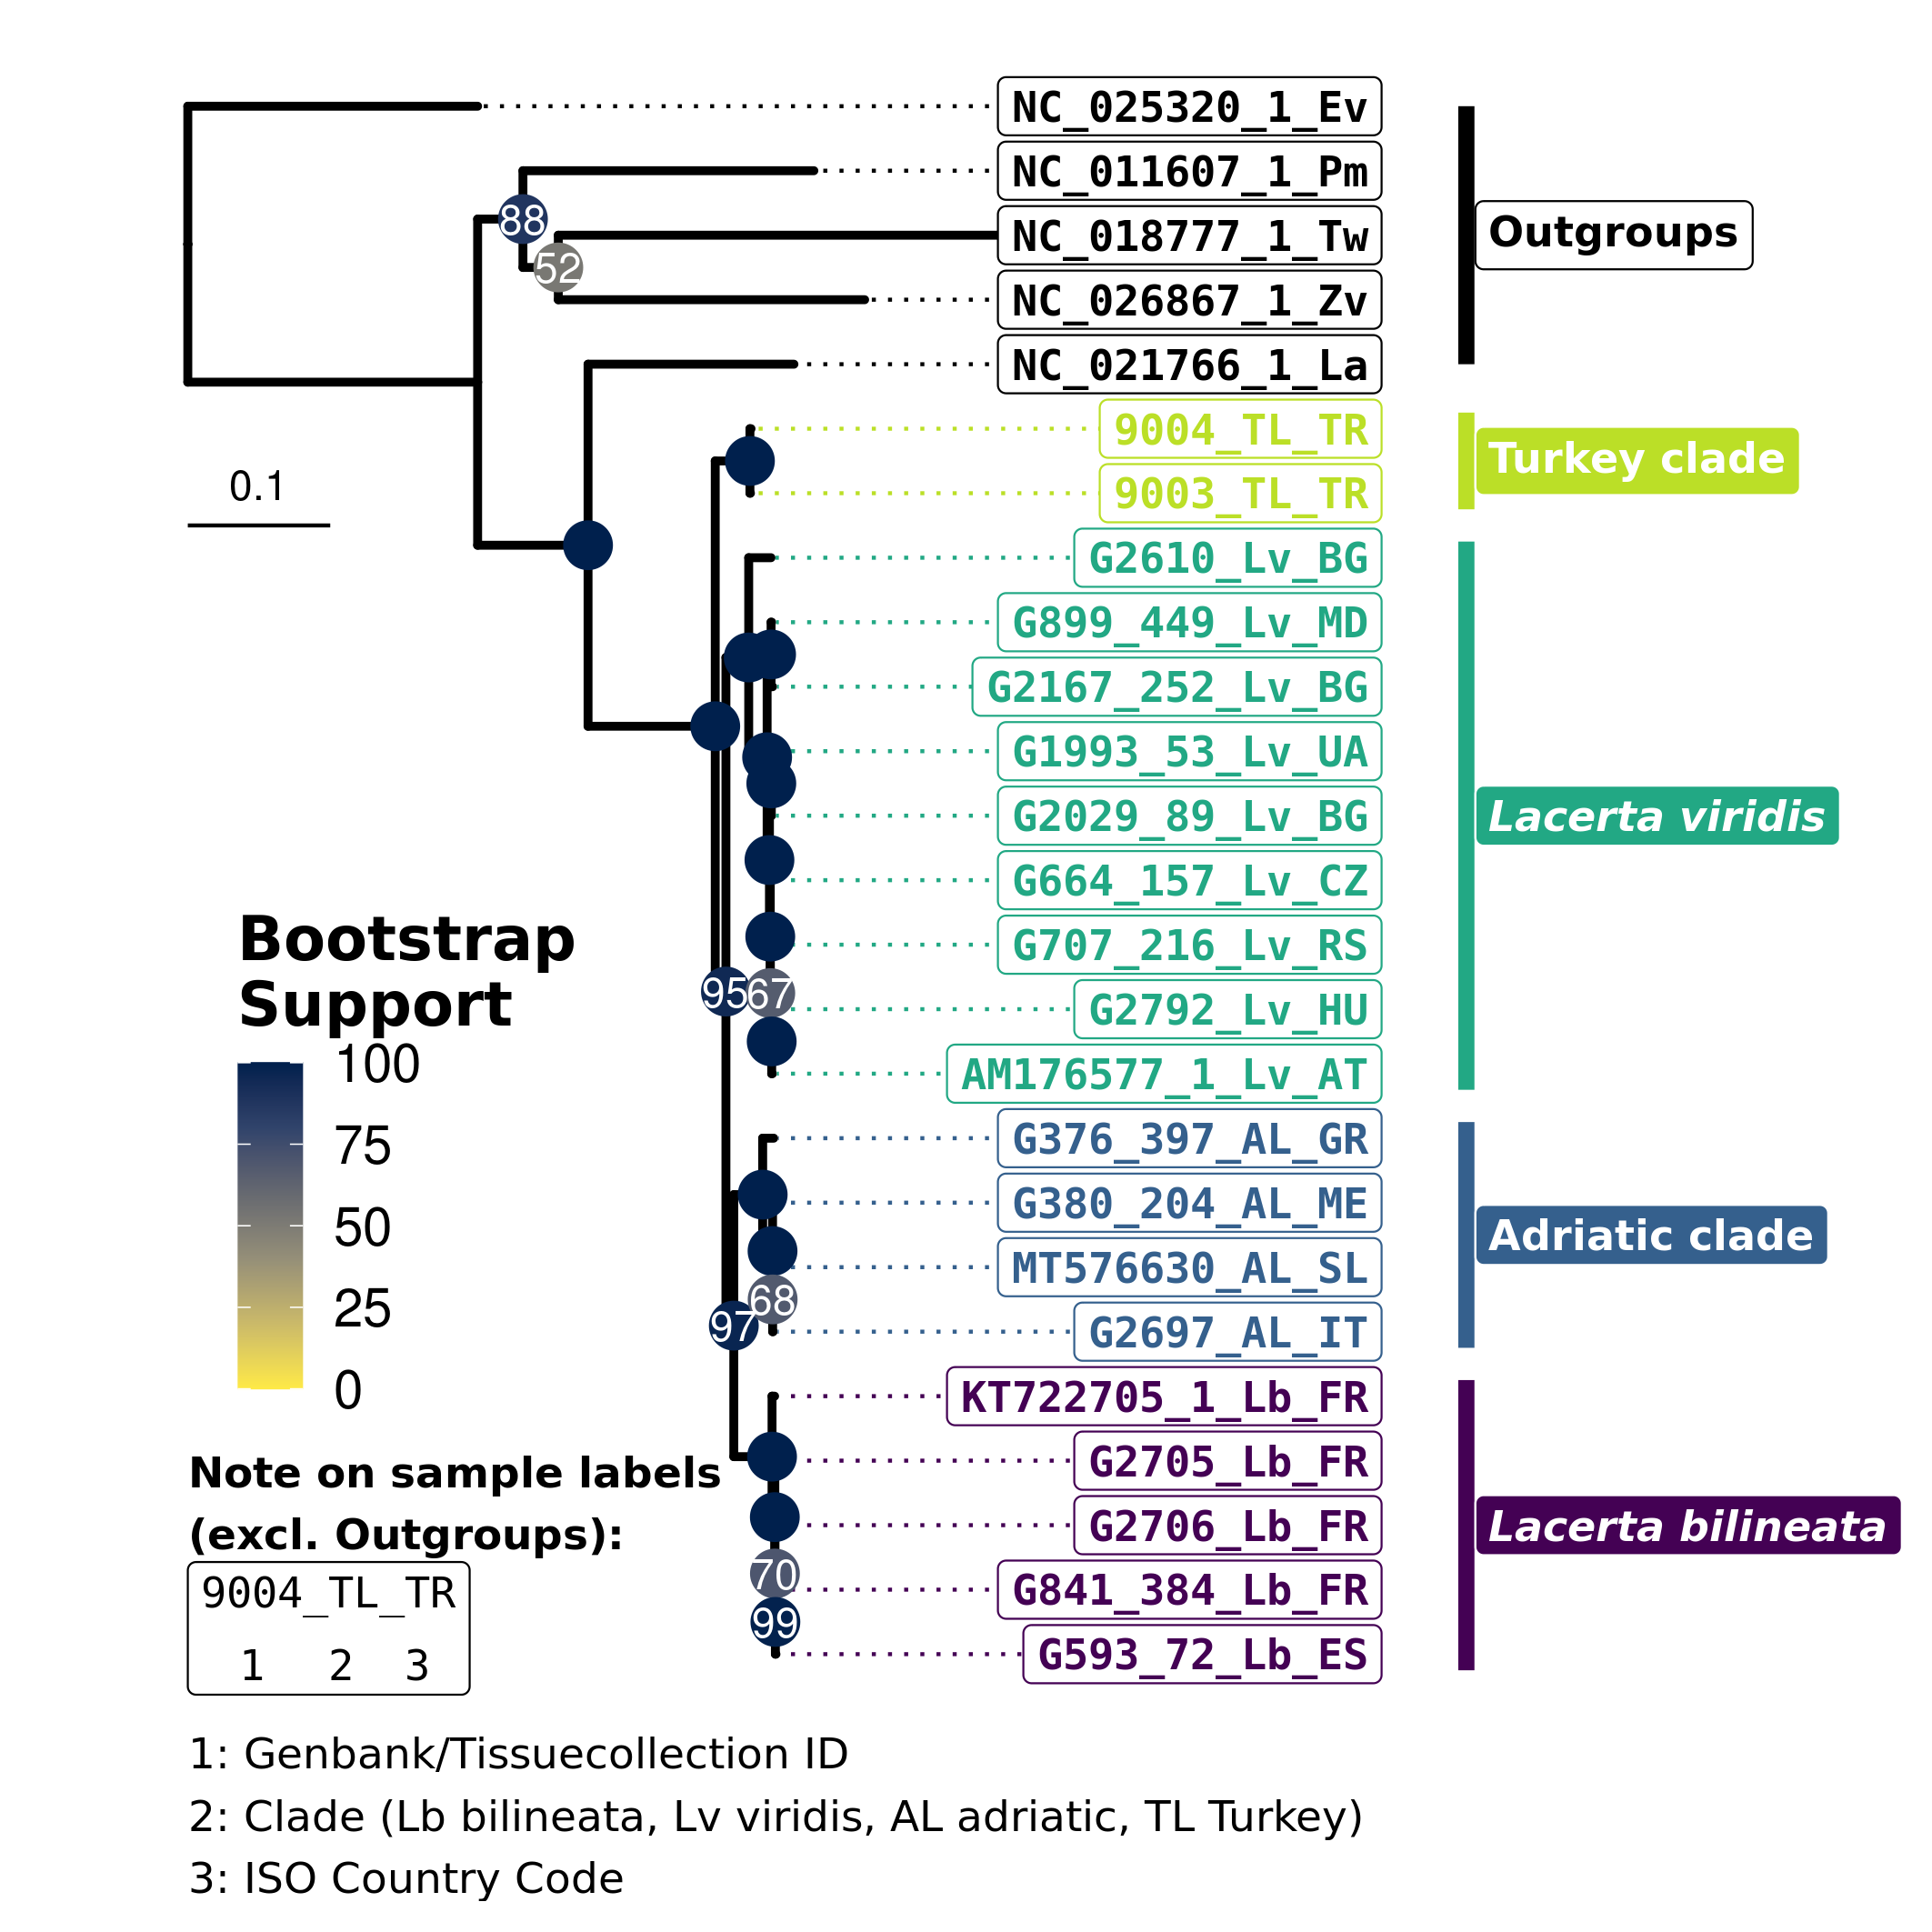 NC_025320_1_Ev
NC_011607_1_Pm
88
NC_018777_1_Tw
Outgroups
52
NC_026867_1_Zv
NC_021766_1_La
9004_TL_TR
Turkey clade
0.1
9003_TL_TR
G2610_Lv_BG
G899_449_Lv_MD
G2167_252_Lv_BG
G1993_53_Lv_UA
G2029_89_Lv_BG
Lacerta viridis
G664_157_Lv_CZ
G707_216_Lv_RS
95
67
G2792_Lv_HU
AM176577_1_Lv_AT
G376_397_AL_GR
G380_204_AL_ME
Adriatic clade
MT576630_AL_SL
68
97
G2697_AL_IT
KT722705_1_Lb_FR
G2705_Lb_FR
G2706_Lb_FR
Lacerta bilineata
70
G841_384_Lb_FR
99
G593_72_Lb_ES
Bootstrap
Support
100
75
50
25
0
Note on sample labels
(excl. Outgroups):
9004_TL_TR
1 2 3
1: Genbank/Tissuecollection ID
2: Clade (Lb bilineata, Lv viridis, AL adriatic, TL Turkey)
3: ISO Country Code